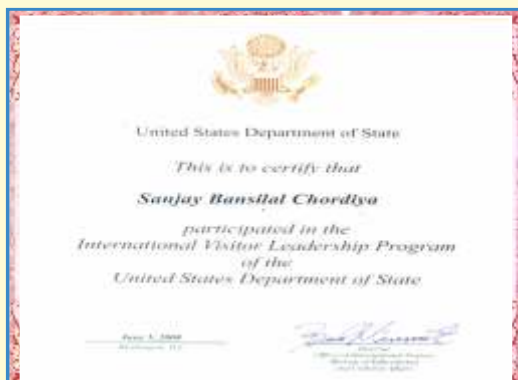 United States Department of State
This is to certify that
Sanjay Bansilal Chordiya
participated in the
International Visitor Leadership Program
of the
United States Department of State